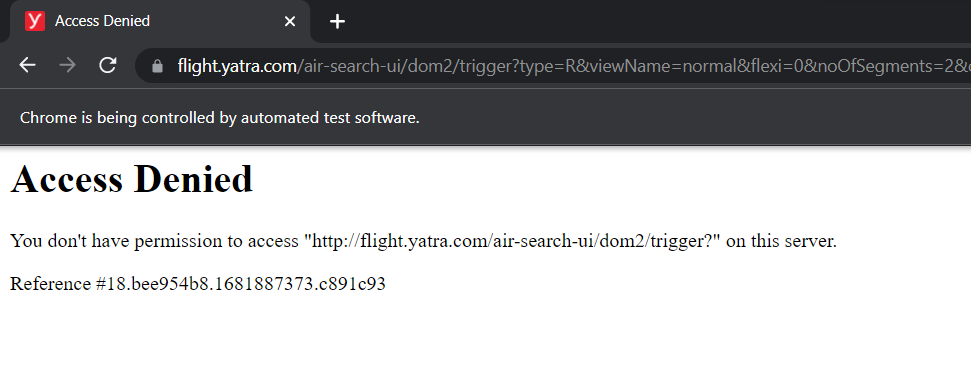 Access Denied
flight.yatra.com/air-search-ui/dom2/trigger?type=R&viewName=normal&flexi=0&noOfSegments=2&
Chrome is being controlled by automated test software.
Access Denied
You don't have permission to access "http://flight.yatra.com/air-search-ui/dom2/trigger?" on this server.
Reference #18.bee954b8.1681887373.c891c93